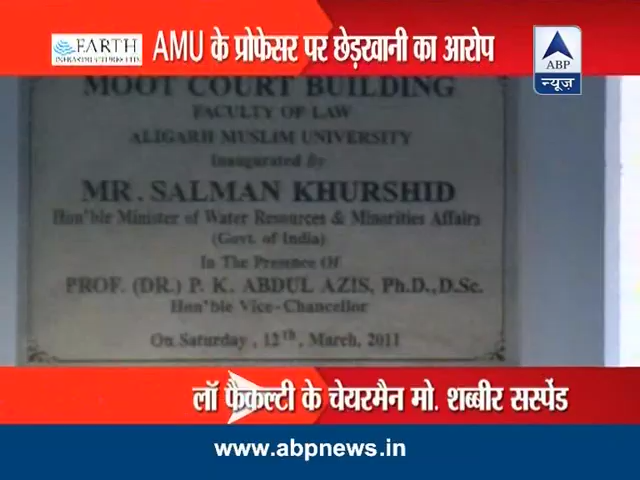 EARTH
INFRASTRUCTURES LTD.
AMU के प्रोफेसर पर छेड़खानी का आरोप
ABP
न्यूज़
MOOT COURT BUILDING
FACULTY OF LAW
ALIGARH MUSLIM UNIVERSITY
Inaugurated By
MR. SALMAN KHURSHID
Hon'ble Minister of Water Resources & Minorities Affairs
(Govt. of India)
In The Presence Of
PROF. (DR.) P. K. ABDUL AZIS, Ph.D., D.Sc.
Hon'ble Vice-Chancellor
On Saturday, 12th, March, 2011
लॉ फैकल्टी के चेयरमैन मो. शब्बीर सस्पेंड
www.abpnews.in